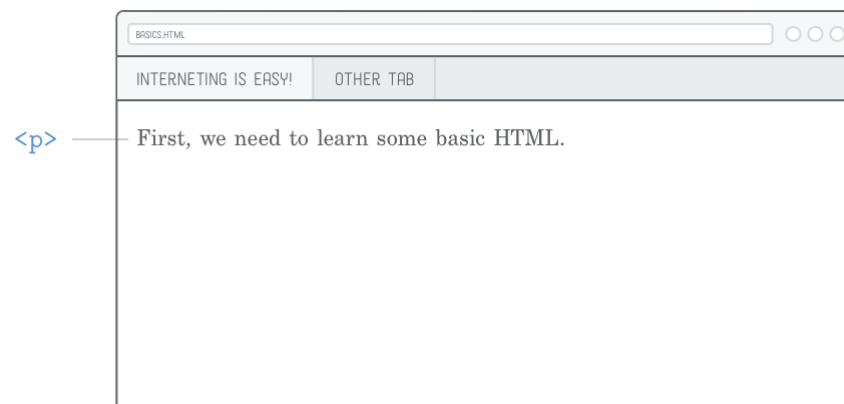 BASICS.HTML
INTERNETING IS EASY!
OTHER TAB
<p>
First, we need to learn some basic HTML.